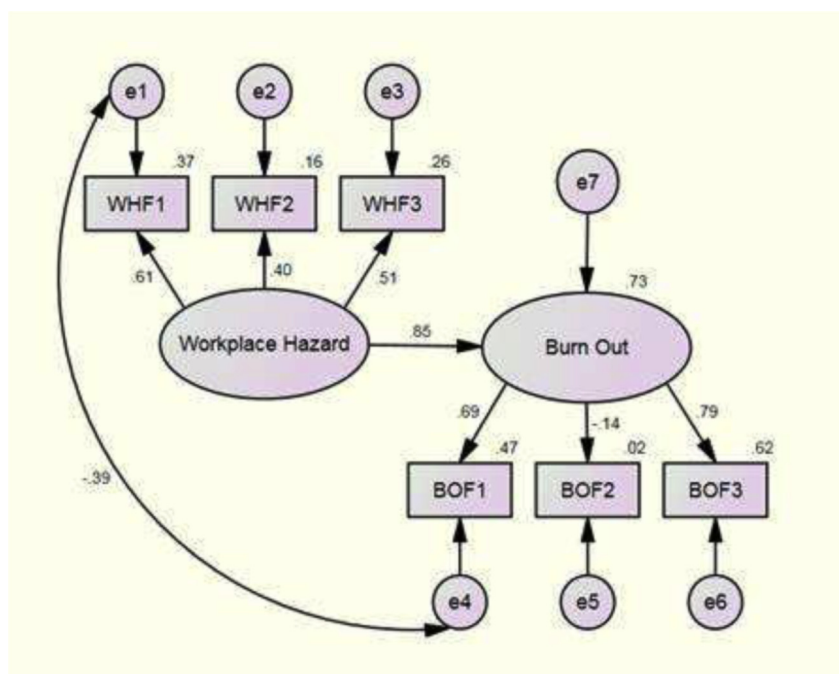 e1
e2
e3
.37
.16
.26
WHF1
WHF2
WHF3
e7
.61
.40
.51
.73
Workplace Hazard
.85
Burn Out
.69
-.14
.79
.47
.02
.62
-.39
BOF1
BOF2
BOF3
e4
e5
e6